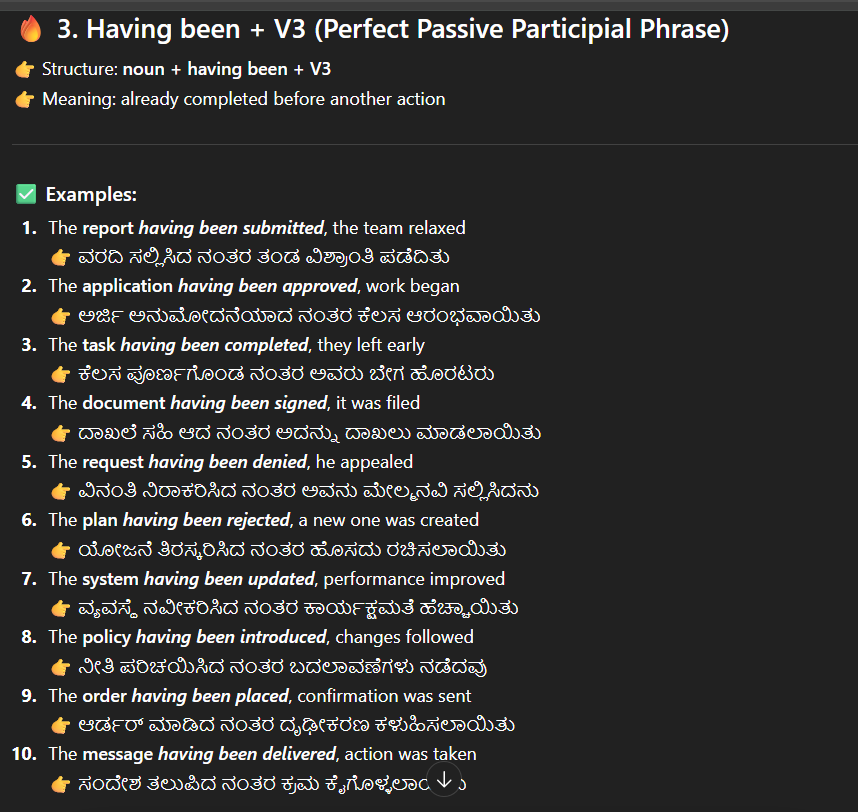 🔥 3. Having been + V3 (Perfect Passive Participial Phrase)
👉 Structure: noun + having been + V3
👉 Meaning: already completed before another action
✅ Examples:
1. The report having been submitted, the team relaxed
👉 ವರದಿ ಸಲ್ಲಿಸಿದ ನಂತರ ತಂಡ ವಿಶ್ರಾಂತಿ ಪಡೆದಿತು
2. The application having been approved, work began
👉 ಅರ್ಜಿ ಅನುಮೋದನೆಯಾದ ನಂತರ ಕೆಲಸ ಆರಂಭವಾಯಿತು
3. The task having been completed, they left early
👉 ಕೆಲಸ ಪೂರ್ಣಗೊಂಡ ನಂತರ ಅವರು ಬೇಗ ಹೊರಟರು
4. The document having been signed, it was filed
👉 ದಾಖಲೆ ಸಹಿ ಆದ ನಂತರ ಅದನ್ನು ದಾಖಲು ಮಾಡಲಾಯಿತು
5. The request having been denied, he appealed
👉 ವಿನಂತಿ ನಿರಾಕರಿಸಿದ ನಂತರ ಅವನು ಮೇಲ್ಮನವಿ ಸಲ್ಲಿಸಿದನು
6. The plan having been rejected, a new one was created
👉 ಯೋಜನೆ ತಿರಸ್ಕರಿಸಿದ ನಂತರ ಹೊಸದು ರಚಿಸಲಾಯಿತು
7. The system having been updated, performance improved
👉 ವ್ಯವಸ್ಥೆ ನವೀಕರಿಸಿದ ನಂತರ ಕಾರ್ಯಕ್ಷಮತೆ ಹೆಚ್ಚಾಯಿತು
8. The policy having been introduced, changes followed
👉 ನೀತಿ ಪರಿಚಯಿಸಿದ ನಂತರ ಬದಲಾವಣೆಗಳು ನಡೆದವು
9. The order having been placed, confirmation was sent
👉 ಆರ್ಡರ್ ಮಾಡಿದ ನಂತರ ದೃಢೀಕರಣ ಕಳುಹಿಸಲಾಯಿತು
10. The message having been delivered, action was taken
👉 ಸಂದೇಶ ತಲುಪಿದ ನಂತರ ಕ್ರಮ